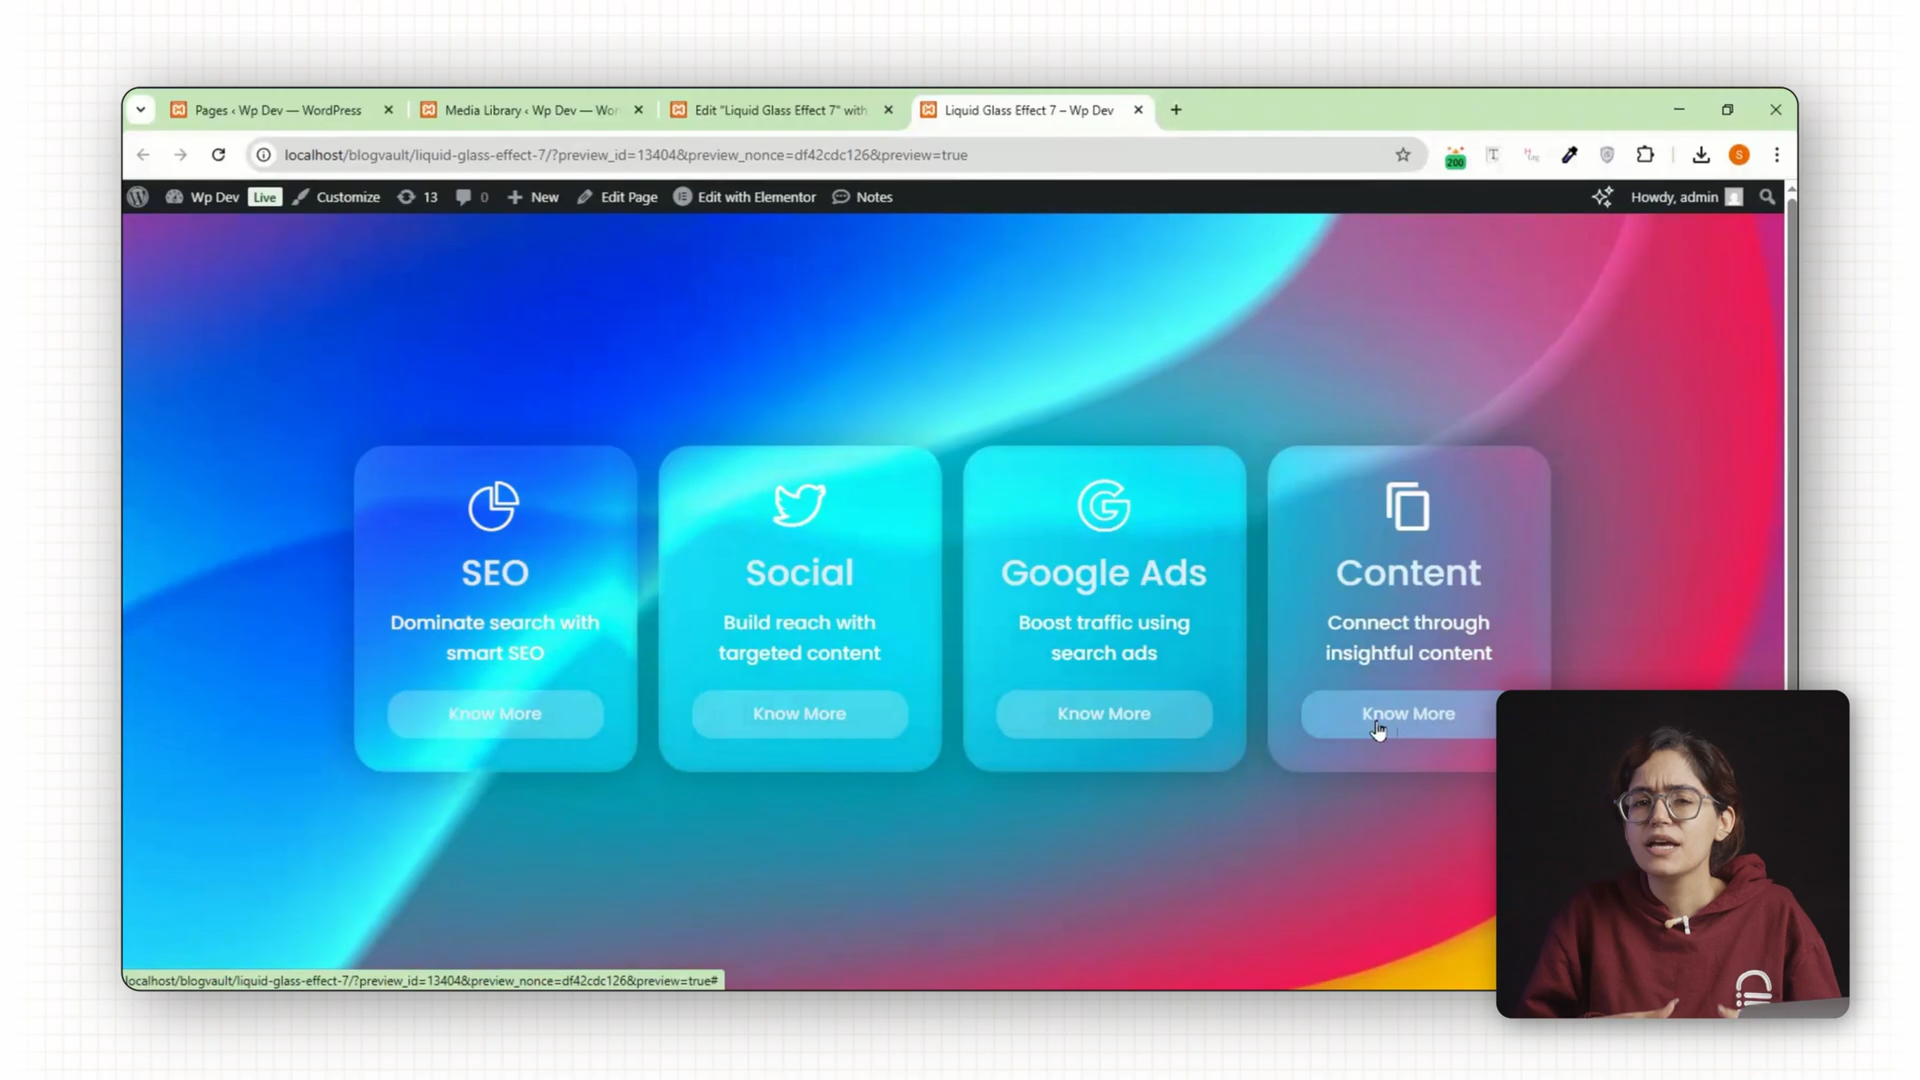 Pages ‹ Wp Dev — WordPress
Media Library ‹ Wp Dev — Wor
Edit "Liquid Glass Effect 7" with
Liquid Glass Effect 7 – Wp Dev
localhost/blogvault/liquid-glass-effect-7/?preview_id=13404&preview_nonce=df42cdc126&preview=true
200
S
Wp Dev
Live
Customize
13
0
New
Edit Page
Edit with Elementor
Notes
Howdy, admin
SEO
Dominate search with
smart SEO
Know More
Social
Build reach with
targeted content
Know More
Google Ads
Boost traffic using
search ads
Know More
Content
Connect through
insightful content
Know More
localhost/blogvault/liquid-glass-effect-7/?preview_id=13404&preview_nonce=df42cdc126&preview=true#